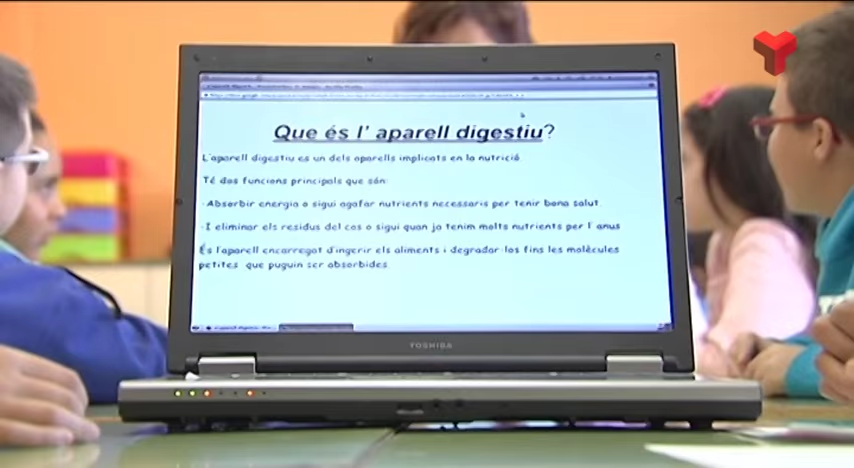 Que és l' aparell digestiu?
L'aparell digestiu es un dels aparells implicats en la nutrició.
Té dos funcions principals que són:
-Absorbir energia o sigui agafar nutrients necessaris per tenir bona salut.
-I eliminar els residus del cos o sigui quan ja tenim molts nutrients per l' anus
És l'aparell encarregat d'ingerir els aliments i degradar-los fins les molècules
petites que puguin ser absorbides
TOSHIBA